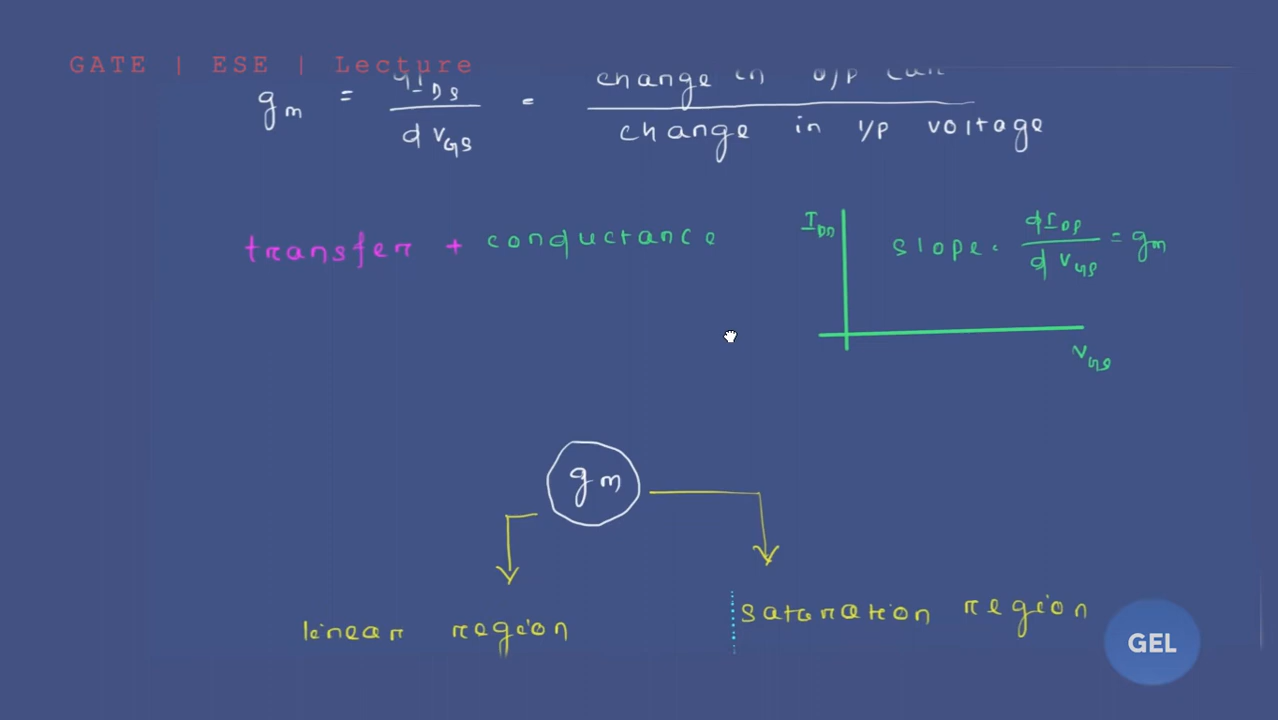 GATE | ESE | Lecture
gm = dIDS / dVGS = change in o/p / change in i/p voltage
transfer + conductance
IDS
slope = dIDS / dVGS = gm
VGS
gm
linear region
saturation region
GEL